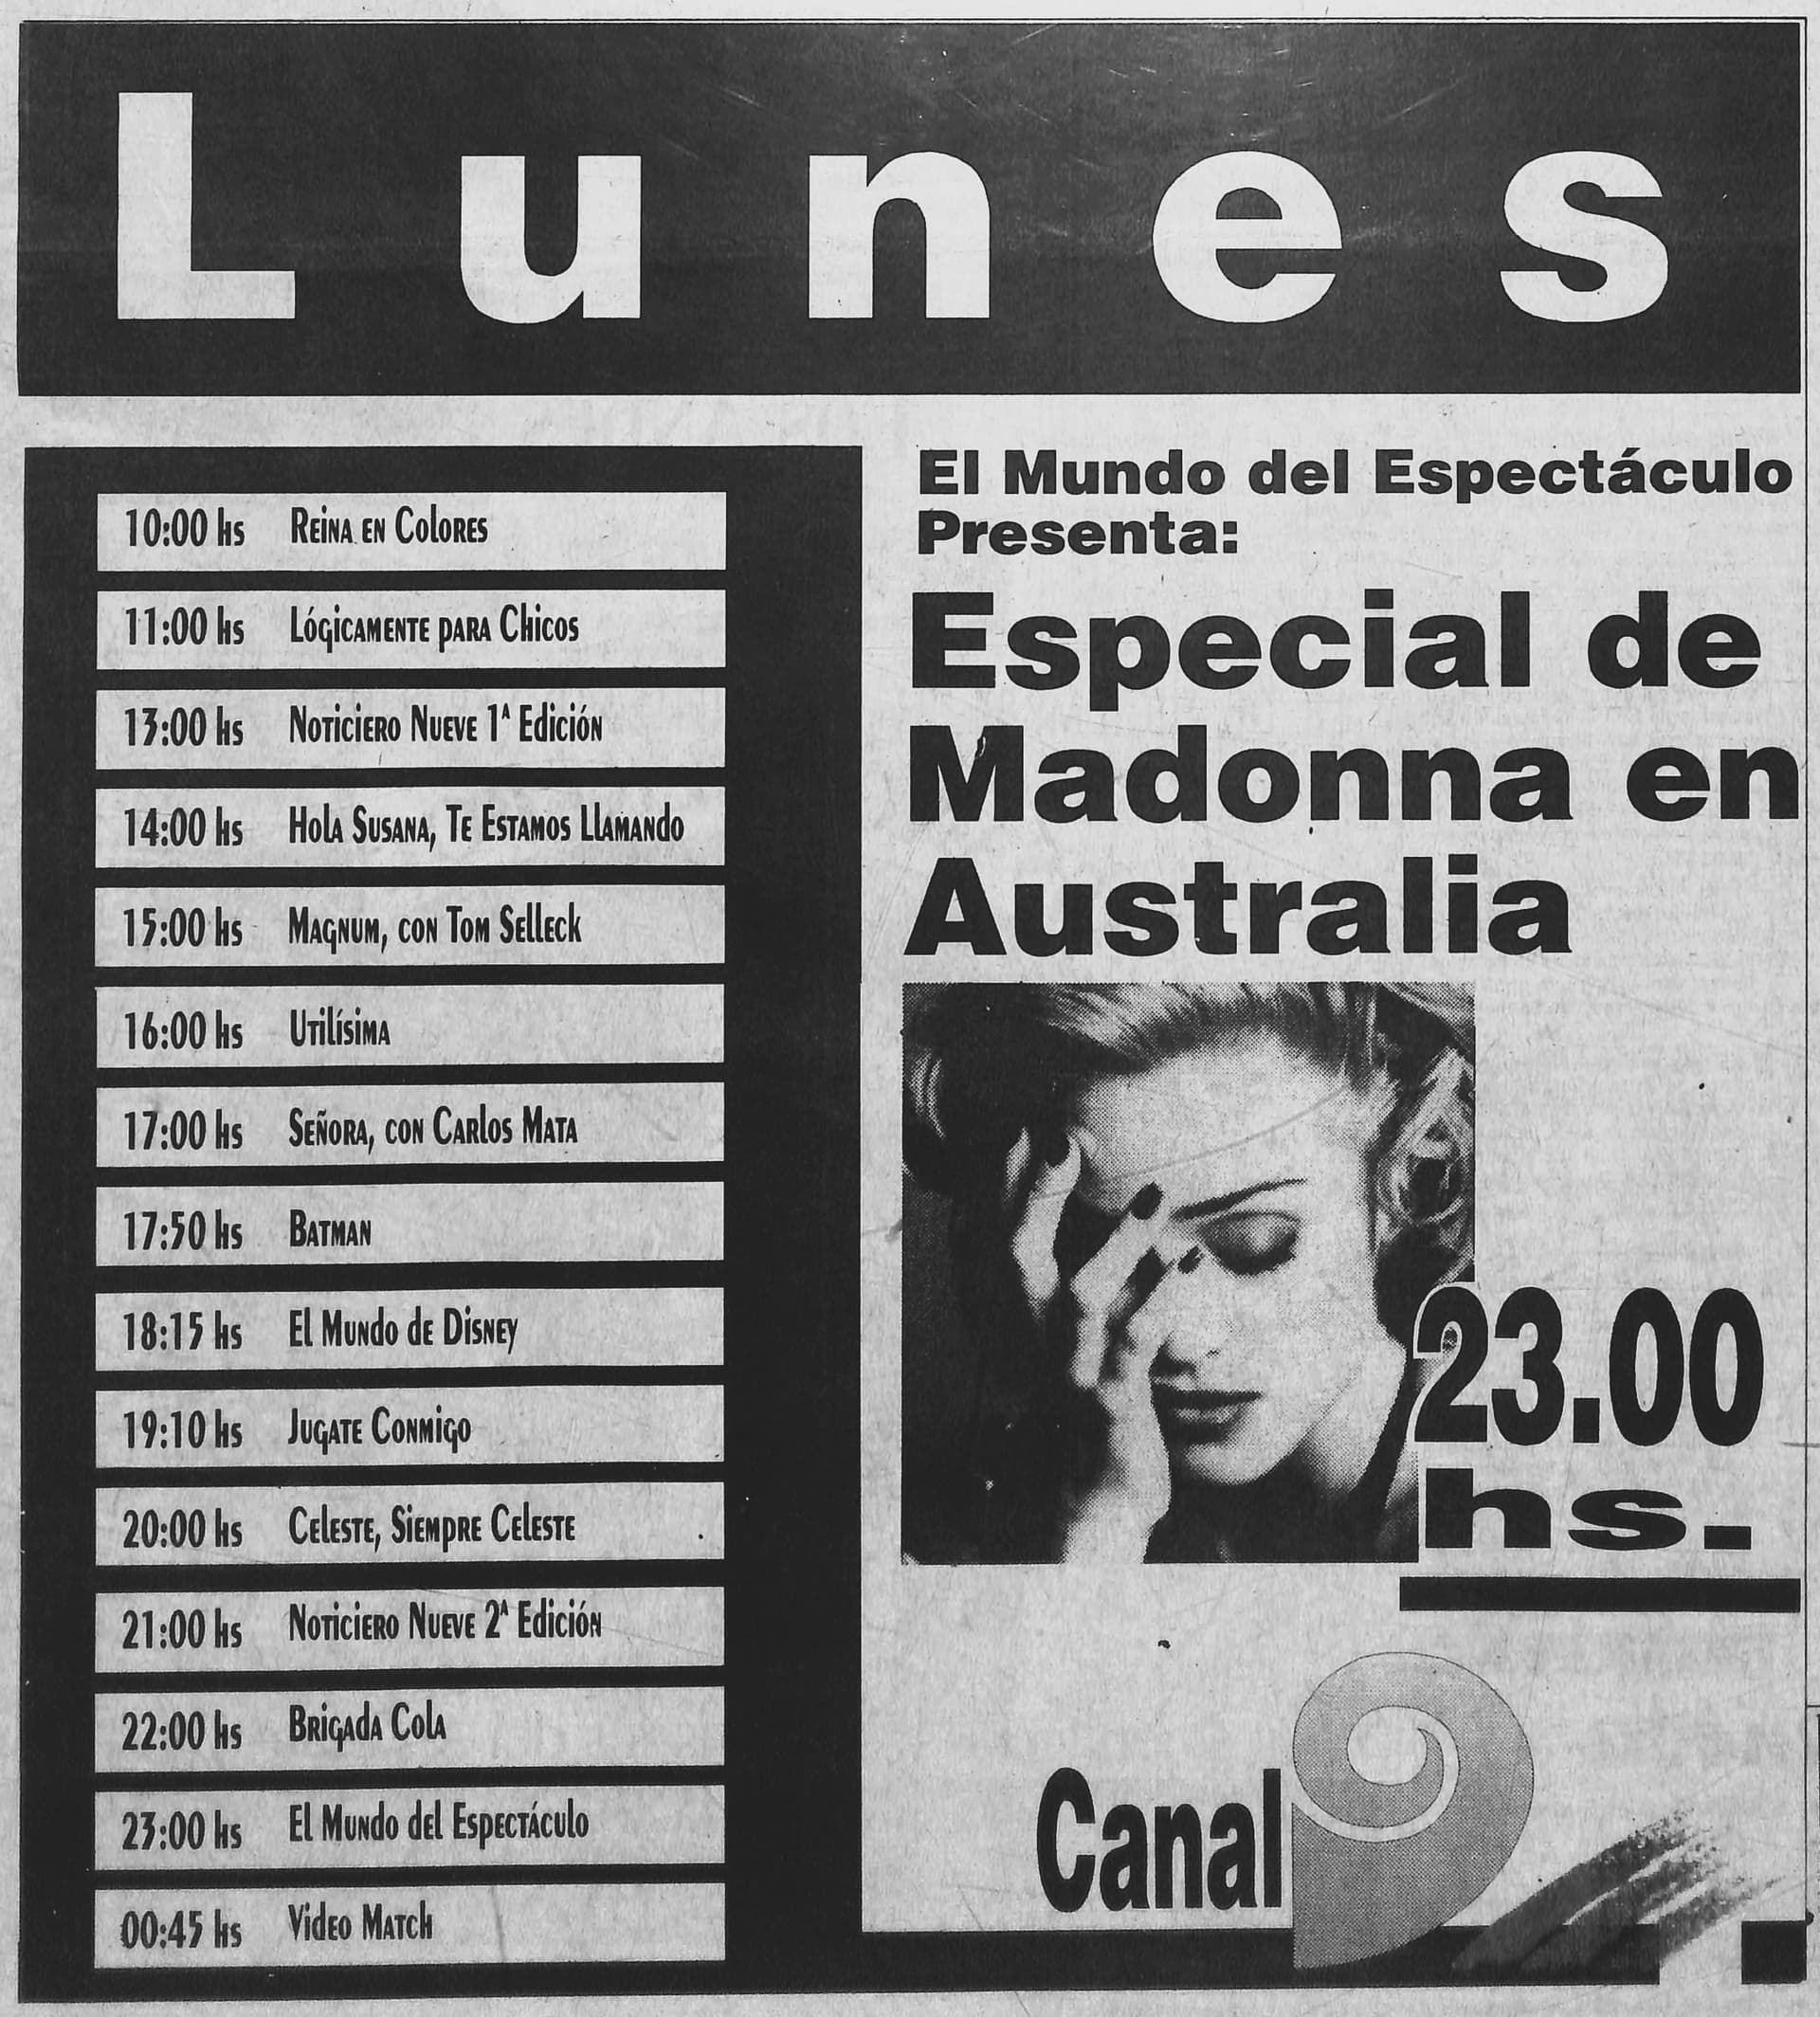 Lunes
10:00 hs Reina en Colores
11:00 hs Lógicamente para Chicos
13:00 hs Noticiero Nueve 1ª Edición
14:00 hs Hola Susana, Te Estamos Llamando
15:00 hs Magnum, con Tom Selleck
16:00 hs Utilísima
17:00 hs Señora, con Carlos Mata
17:50 hs Batman
18:15 hs El Mundo de Disney
19:10 hs Jugate Conmigo
20:00 hs Celeste, Siempre Celeste
21:00 hs Noticiero Nueve 2ª Edición
22:00 hs Brigada Cola
23:00 hs El Mundo del Espectáculo
00:45 hs Video Match
El Mundo del Espectáculo
Presenta:
Especial de
Madonna en
Australia
23.00
hs.
Canal 9